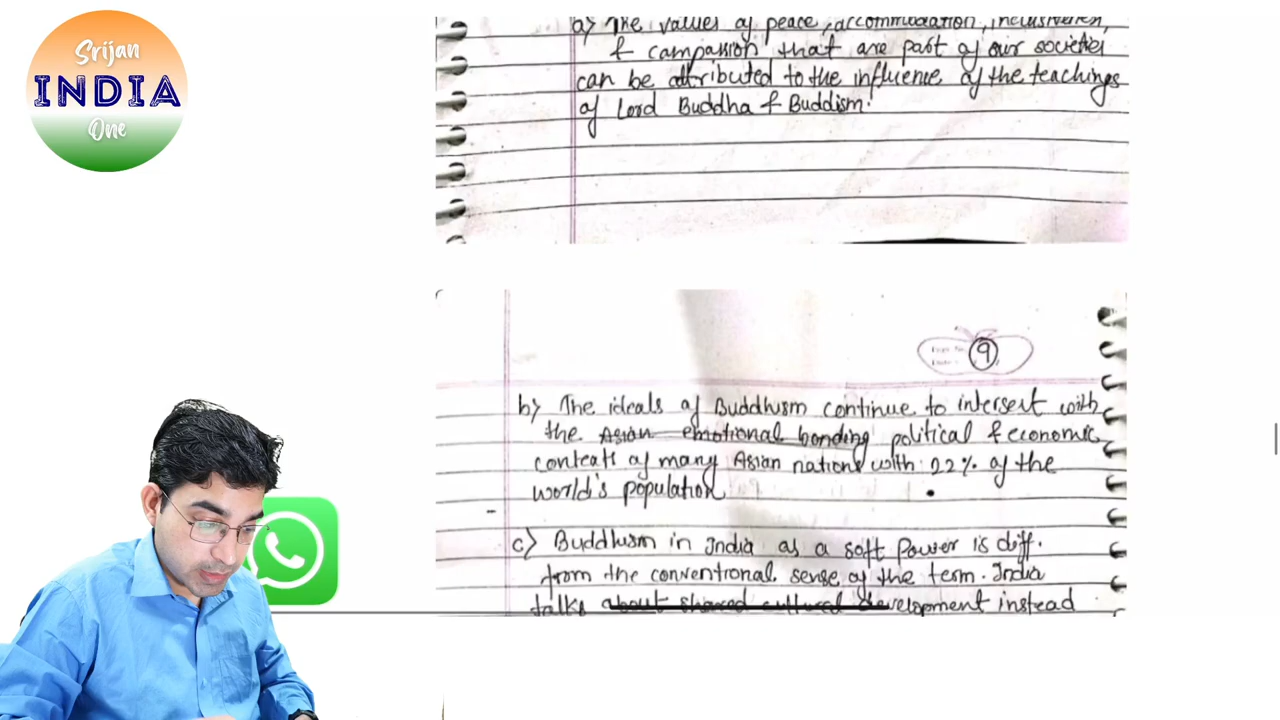 Srijan
INDIA
One
a) The values of peace, accommodation, inclusiveness,
& campassion that are part of our societies
can be attributed to the influence of the teachings
of Lord Buddha & Buddism.
9
b) The ideals of Buddhism continue to intersert with
the Asian emotional bonding political & economic
contexts of many Asian nations with 22% of the
world's population
c) Buddhism in India as a soft power is diff.
from the conventional sense of the term. India
talks about shared cultural development instead